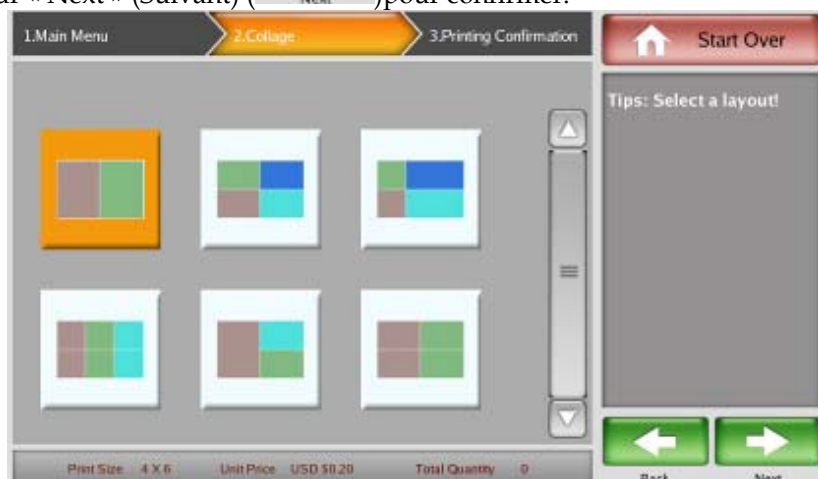 « Next » (Suivant) ( Next )pour confirmer.
1.Main Menu 2.Collage 3.Printing Confirmation
Start Over
Tips: Select a layout!
Print Size 4 X 6 Unit Price USD $0.20 Total Quantity 0
Back Next